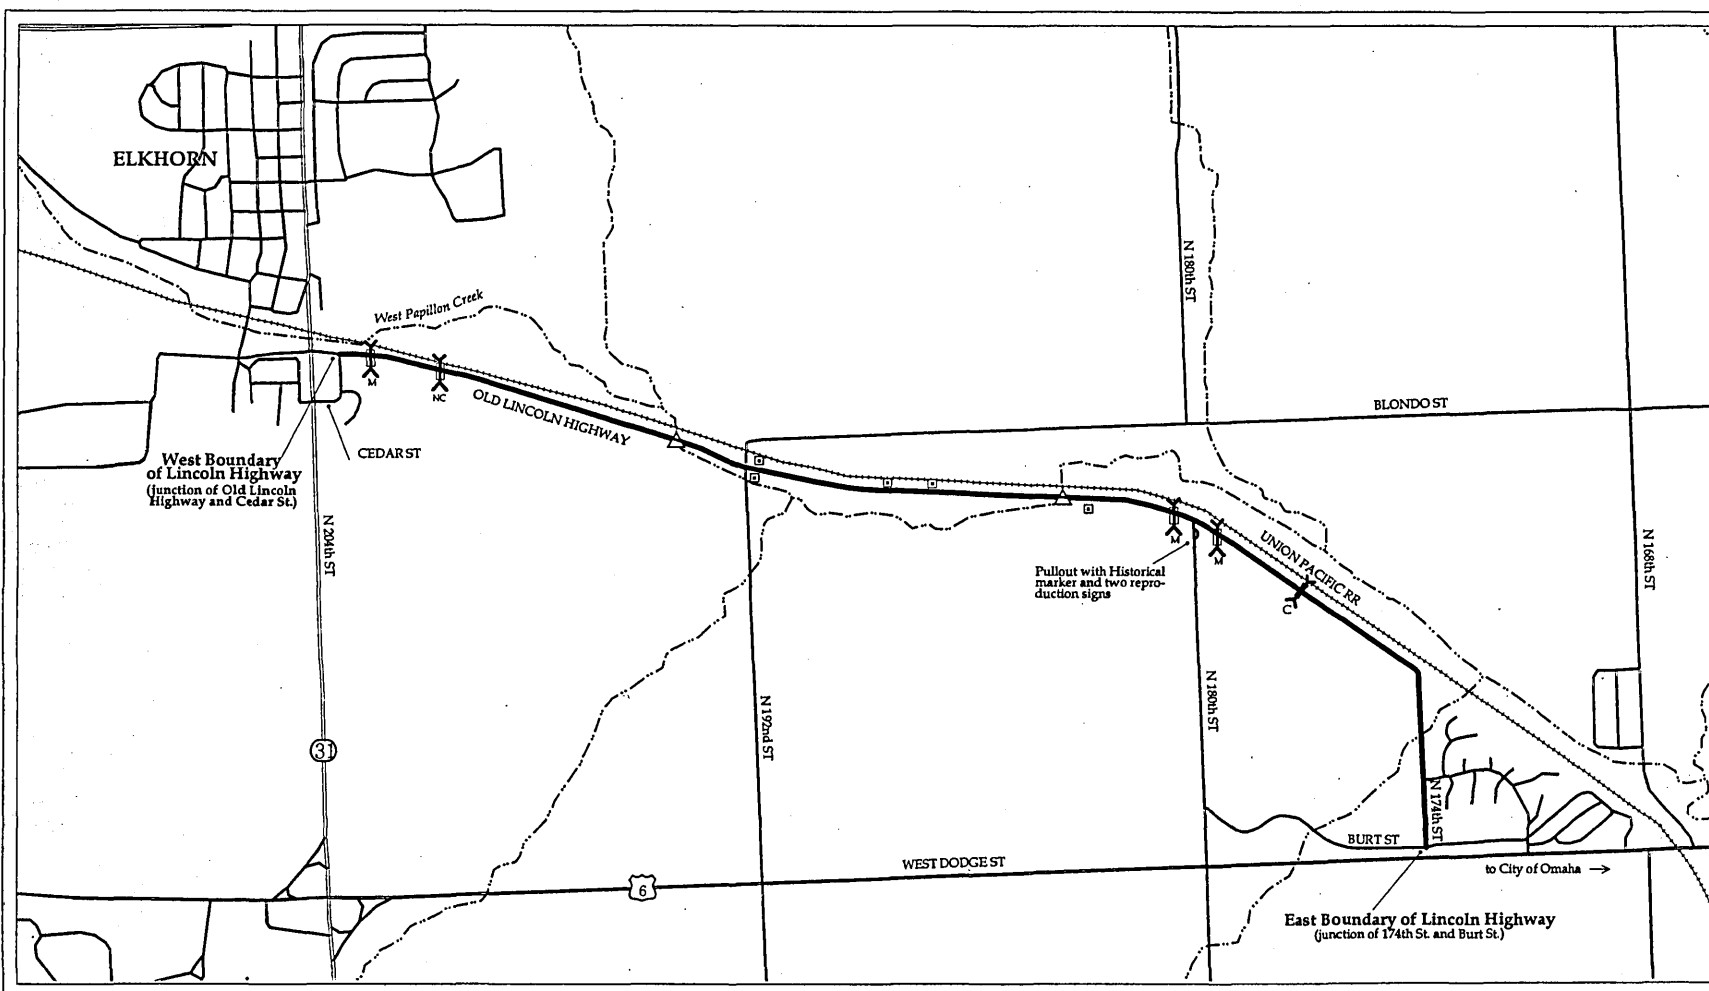 ELKHORN
N 180th ST
West Papillon Creek
M
NC
OLD LINCOLN HIGHWAY
BLONDO ST
CEDAR ST
West Boundary
of Lincoln Highway
(junction of Old Lincoln
Highway and Cedar St.)
N 204th ST
M
M
UNION PACIFIC RR
N 168th ST
Pullout with Historical
marker and two repro-
duction signs
C
N 192nd ST
N 180th ST
31
N 174th ST
BURT ST
WEST DODGE ST
6
to City of Omaha
East Boundary of Lincoln Highway
(junction of 174th St. and Burt St.)